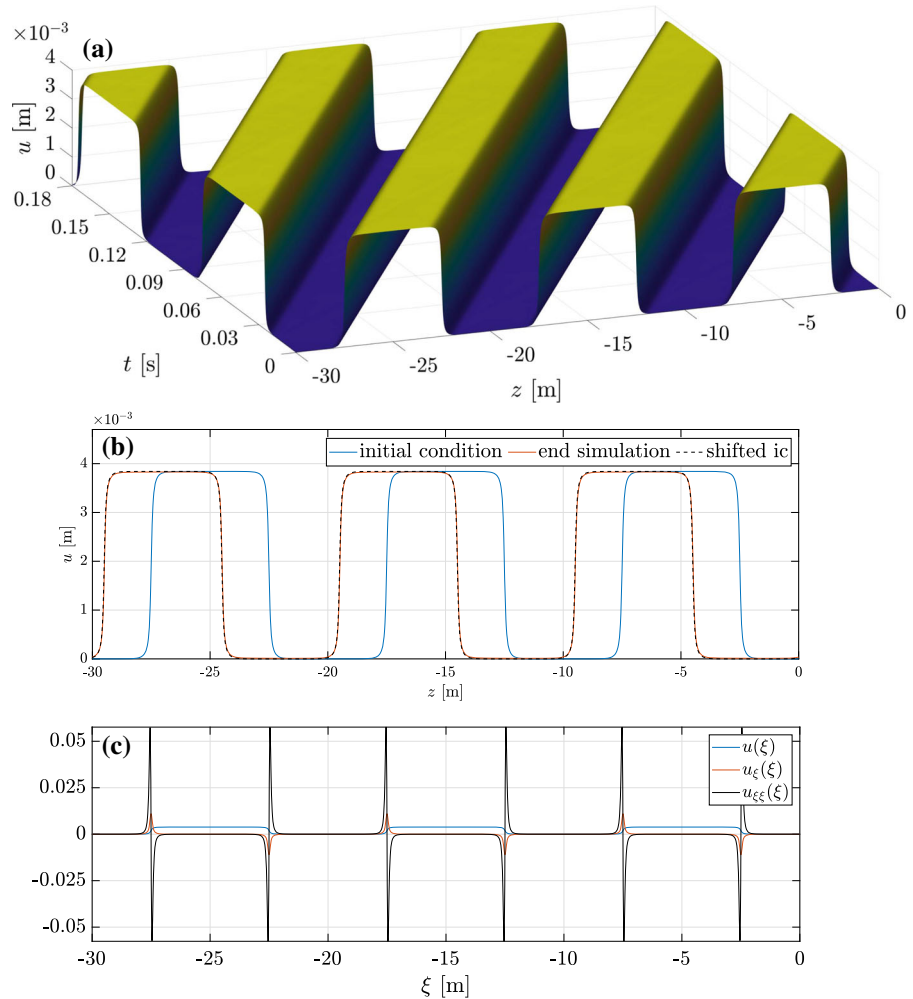 ×10⁻³
(a)
4
3
2
1
0
u [m]
0.18
0.15
0.12
0.09
0.06
0.03
0
t [s]
-30
-25
-20
-15
-10
-5
0
z [m]
×10⁻³
(b)
initial condition end simulation shifted ic
4
3
2
1
0
u [m]
-30 -25 -20 -15 -10 -5 0
z [m]
(c)
u(ξ)
u_ξ(ξ)
u_ξξ(ξ)
0.05
0.025
0
-0.025
-0.05
-30 -25 -20 -15 -10 -5 0
ξ [m]